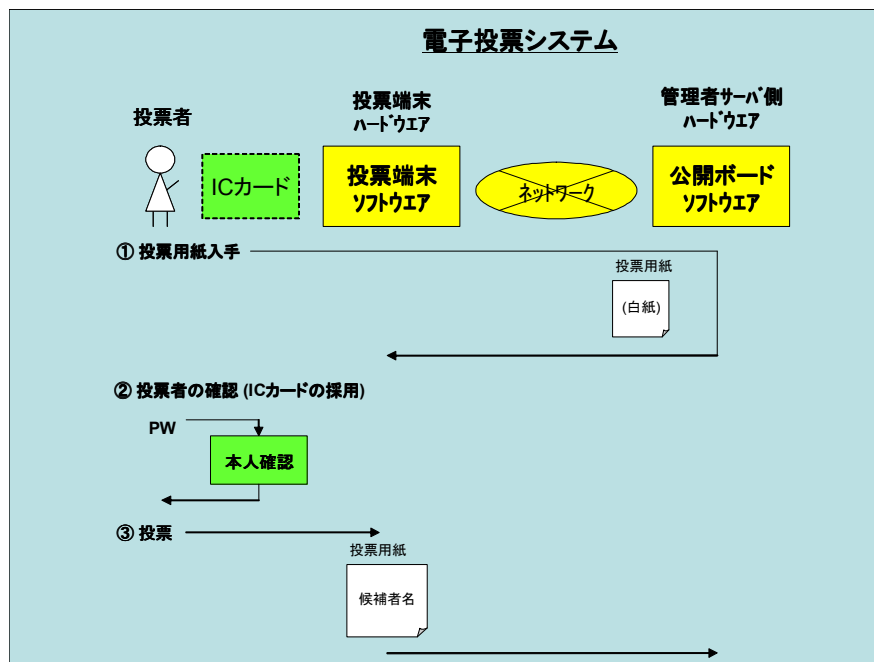 電子投票システム
投票者
投票端末
ハードウエア
管理者サーバ側
ハードウエア
ICカード
投票端末
ソフトウエア
ネットワーク
公開ボード
ソフトウエア
① 投票用紙入手
投票用紙
(白紙)
② 投票者の確認 (ICカードの採用)
PW
本人確認
③ 投票
投票用紙
候補者名